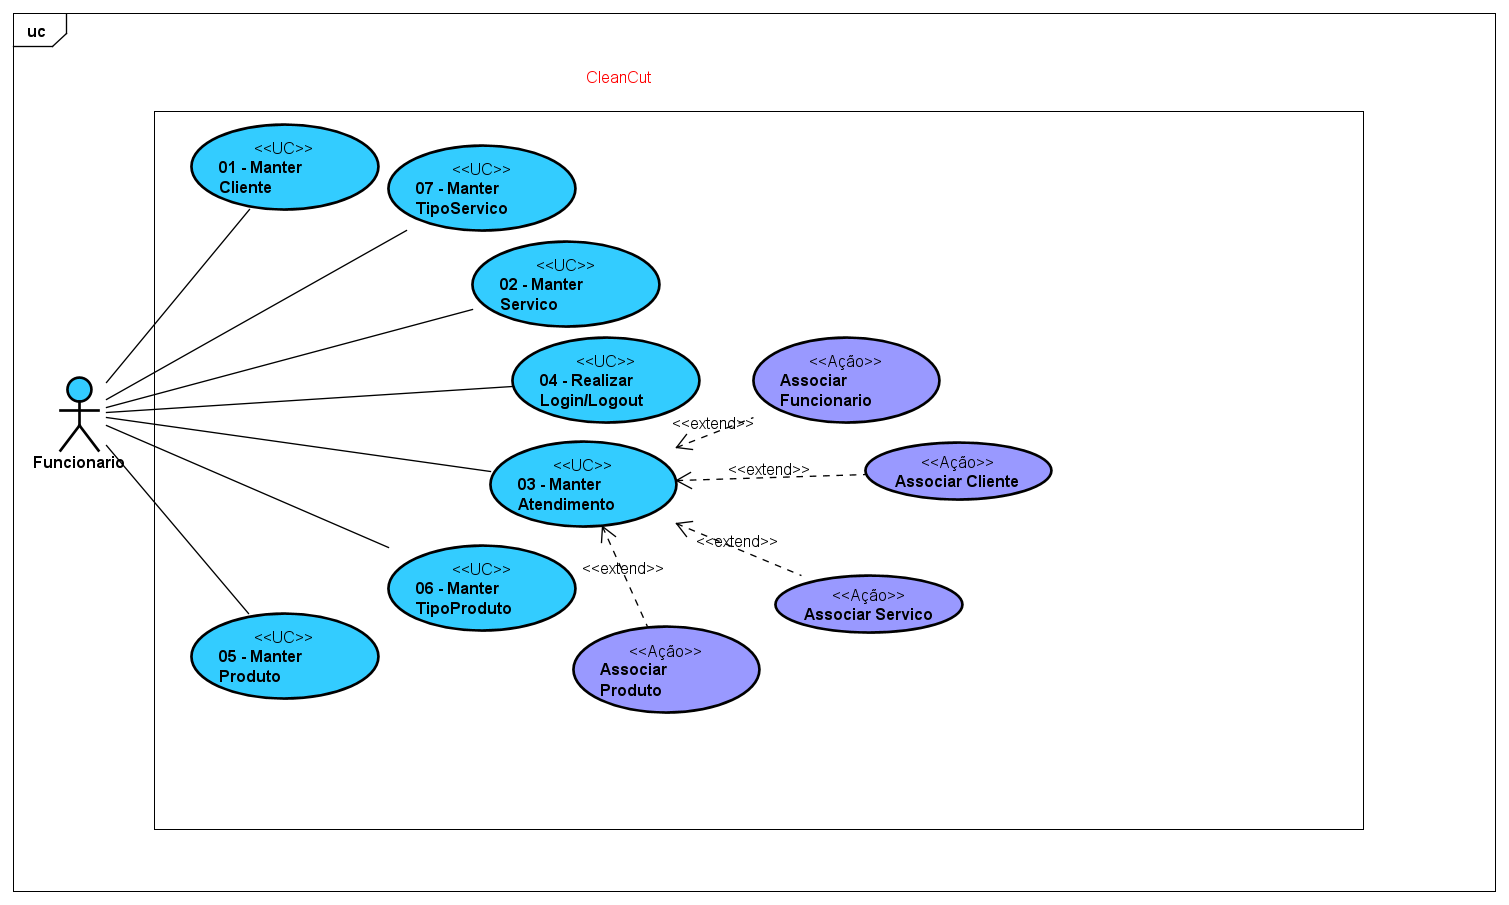 uc
CleanCut
<<UC>>
01 - Manter
Cliente
<<UC>>
07 - Manter
TipoServico
<<UC>>
02 - Manter
Servico
<<UC>>
04 - Realizar
Login/Logout
<<Ação>>
Associar
Funcionario
<<extend>>
<<UC>>
03 - Manter
Atendimento
<<extend>>
<<Ação>>
Associar Cliente
Funcionario
<<extend>>
<<extend>>
<<UC>>
06 - Manter
TipoProduto
<<Ação>>
Associar Servico
<<UC>>
05 - Manter
Produto
<<Ação>>
Associar
Produto